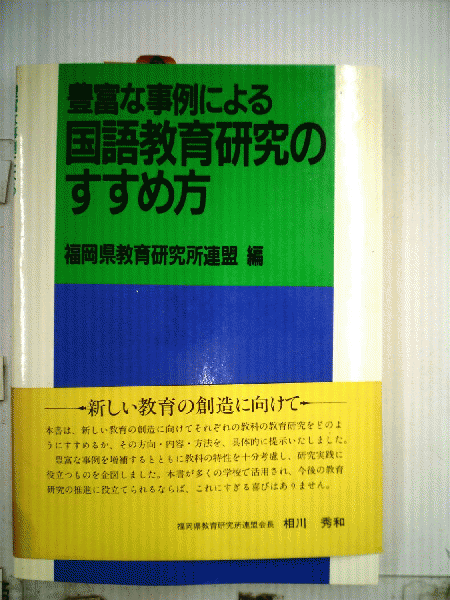 豊富な事例による
国語教育研究の
すすめ方
福岡県教育研究所連盟 編
新しい教育の創造に向けて
本書は、新しい教育の創造に向けてそれぞれの教科の教育研究をどのよ
うにすすめるか、その方向・内容・方法を、具体的に提示いたしました。
豊富な事例を増補するとともに教科の特性を十分考慮し、研究実践に
役立つものを企図しました。本書が多くの学校で活用され、今後の教育
研究の推進に役立てられるならば、これにすぎる喜びはありません。
福岡県教育研究所連盟会長 相川 秀和